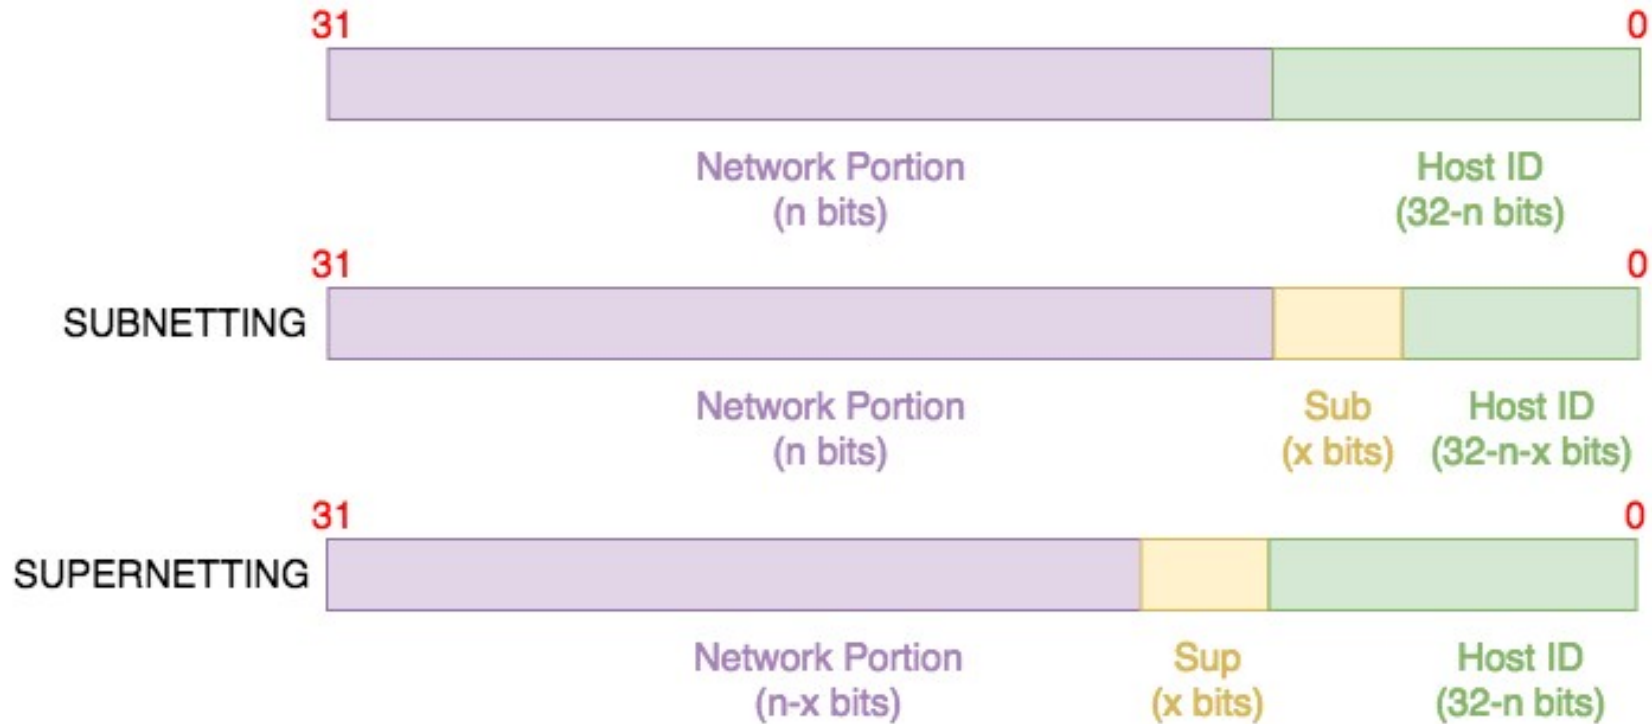 31 0
Network Portion Host ID
(n bits) (32-n bits)
31 0
SUBNETTING
Network Portion Sub Host ID
(n bits) (x bits) (32-n-x bits)
31 0
SUPERNETTING
Network Portion Sup Host ID
(n-x bits) (x bits) (32-n bits)